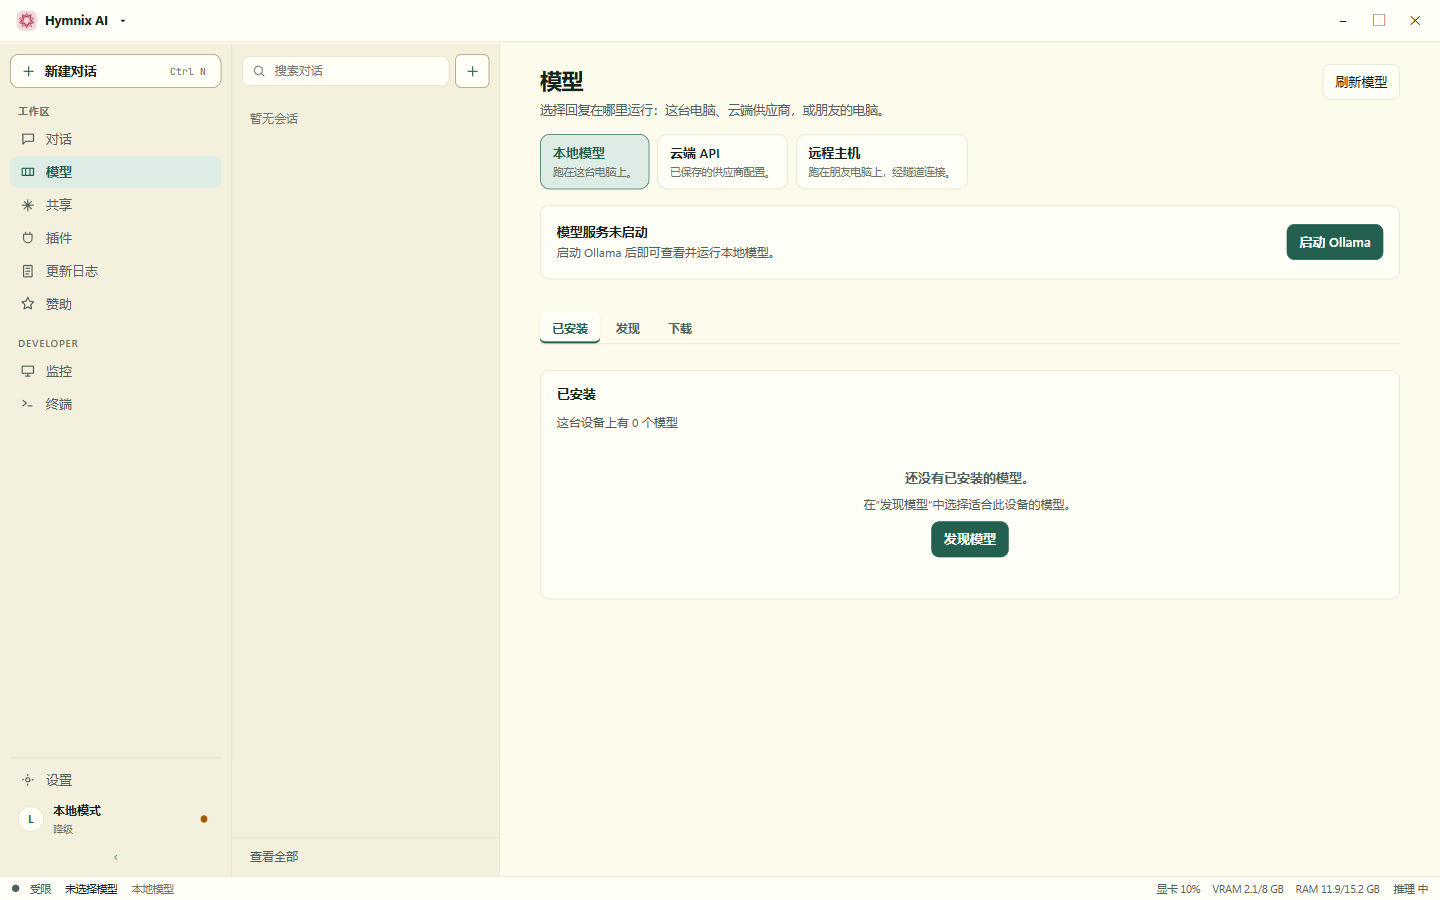 Hymnix AI
新建对话 Ctrl N
工作区
对话
模型
共享
插件
更新日志
赞助
DEVELOPER
监控
终端
设置
L
本地模式
降级
搜索对话
暂无会话
查看全部
模型
选择回复在哪里运行：这台电脑、云端供应商，或朋友的电脑。
刷新模型
本地模型
跑在这台电脑上。
云端 API
已保存的供应商配置。
远程主机
跑在朋友电脑上，经隧道连接。
模型服务未启动
启动 Ollama 后即可查看并运行本地模型。
启动 Ollama
已安装 发现 下载
已安装
这台设备上有 0 个模型
还没有已安装的模型。
在"发现模型"中选择适合此设备的模型。
发现模型
受限 未选择模型 本地模型
显卡 10% VRAM 2.1/8 GB RAM 11.9/15.2 GB 推理 中